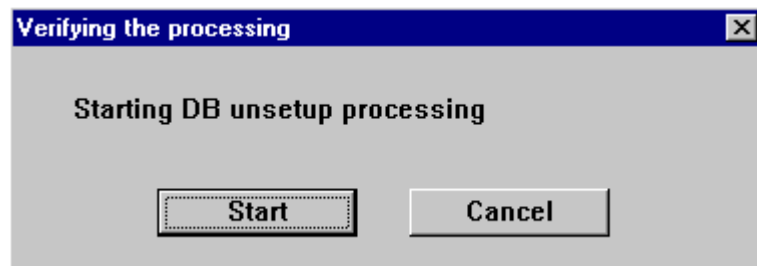 Verifying the processing
Starting DB unsetup processing
Start Cancel